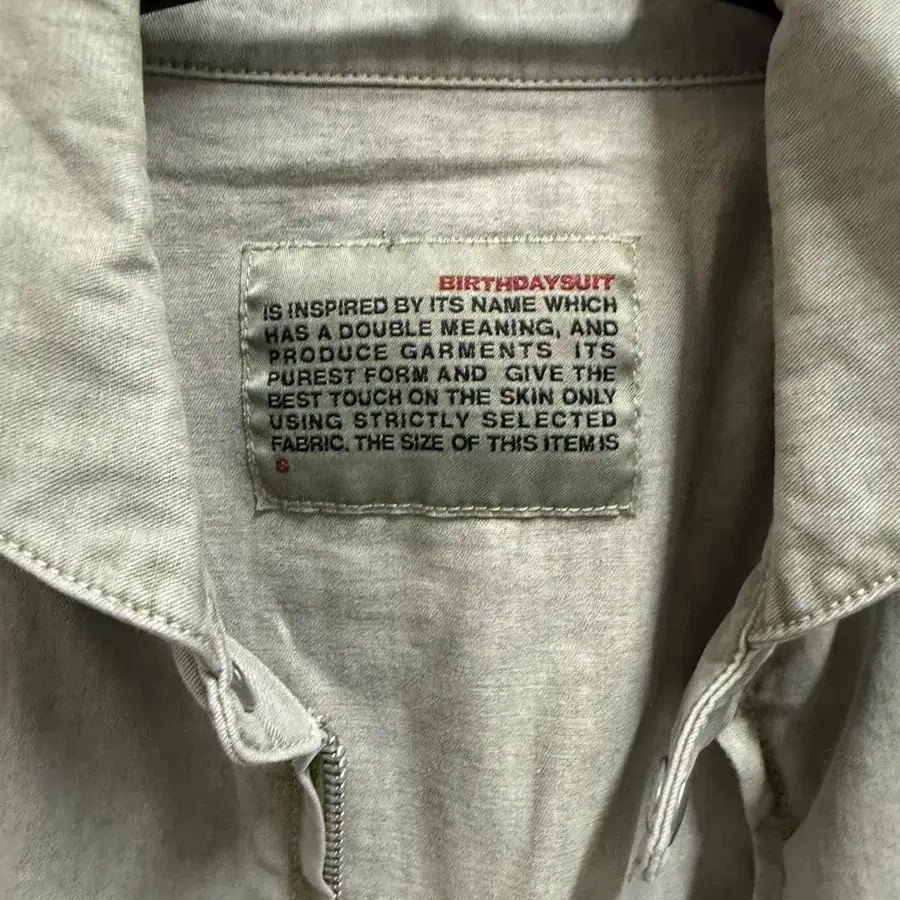 BIRTHDAYSUIT
IS INSPIRED BY ITS NAME WHICH
HAS A DOUBLE MEANING, AND
PRODUCE GARMENTS ITS
PUREST FORM AND GIVE THE
BEST TOUCH ON THE SKIN ONLY
USING STRICTLY SELECTED
FABRIC. THE SIZE OF THIS ITEM IS
S